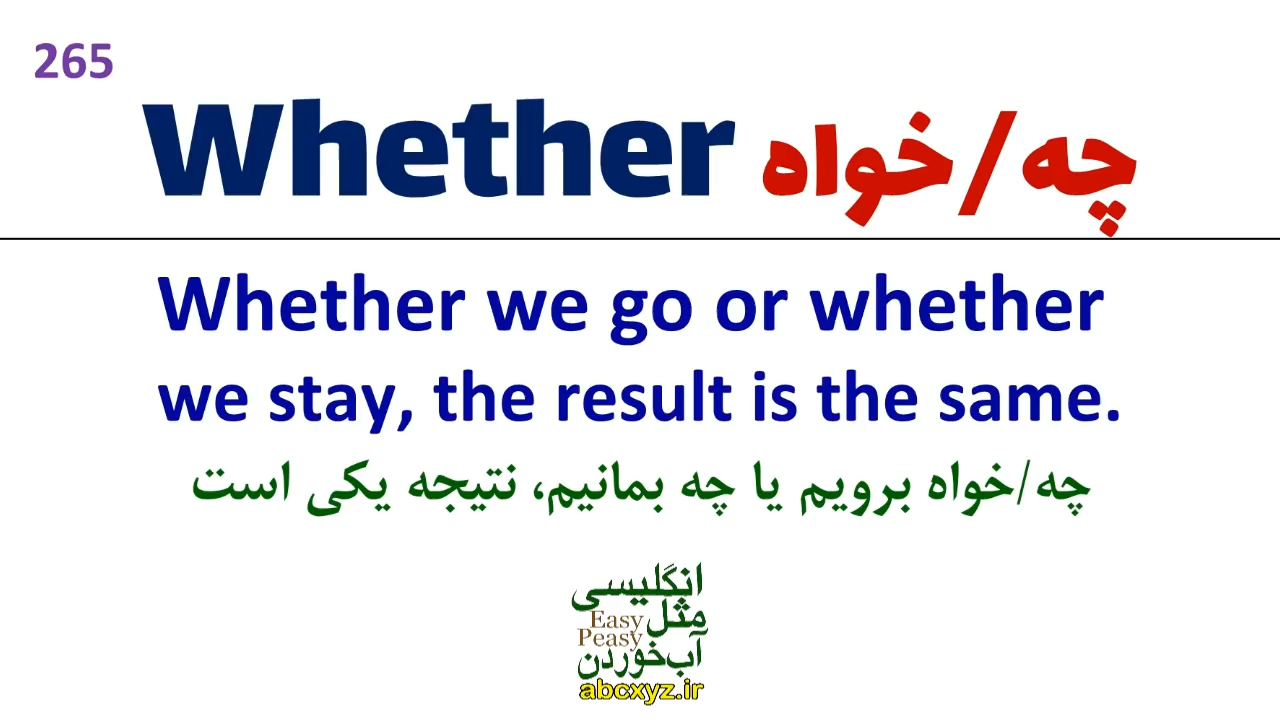 265
Whether چه/خواه
Whether we go or whether
we stay, the result is the same.
چه/خواه برویم یا چه بمانیم، نتیجه یکی است
انگلیسی
مثل
Easy
Peasy
آب‌خوردن
abcxyz.ir